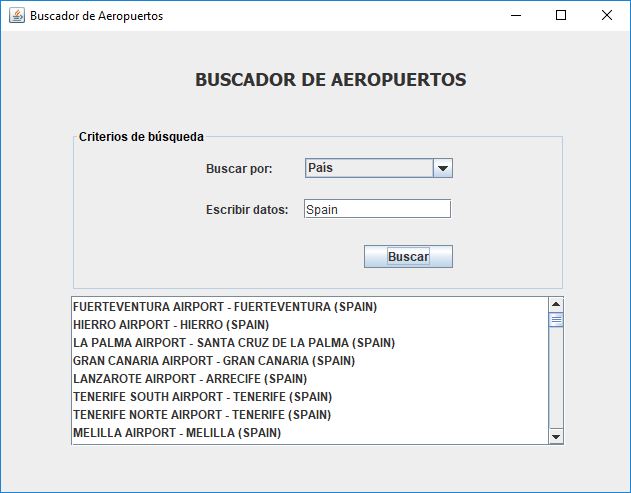 Buscador de Aeropuertos
BUSCADOR DE AEROPUERTOS
Criterios de búsqueda
Buscar por: País
Escribir datos: Spain
Buscar
FUERTEVENTURA AIRPORT - FUERTEVENTURA (SPAIN)
HIERRO AIRPORT - HIERRO (SPAIN)
LA PALMA AIRPORT - SANTA CRUZ DE LA PALMA (SPAIN)
GRAN CANARIA AIRPORT - GRAN CANARIA (SPAIN)
LANZAROTE AIRPORT - ARRECIFE (SPAIN)
TENERIFE SOUTH AIRPORT - TENERIFE (SPAIN)
TENERIFE NORTE AIRPORT - TENERIFE (SPAIN)
MELILLA AIRPORT - MELILLA (SPAIN)